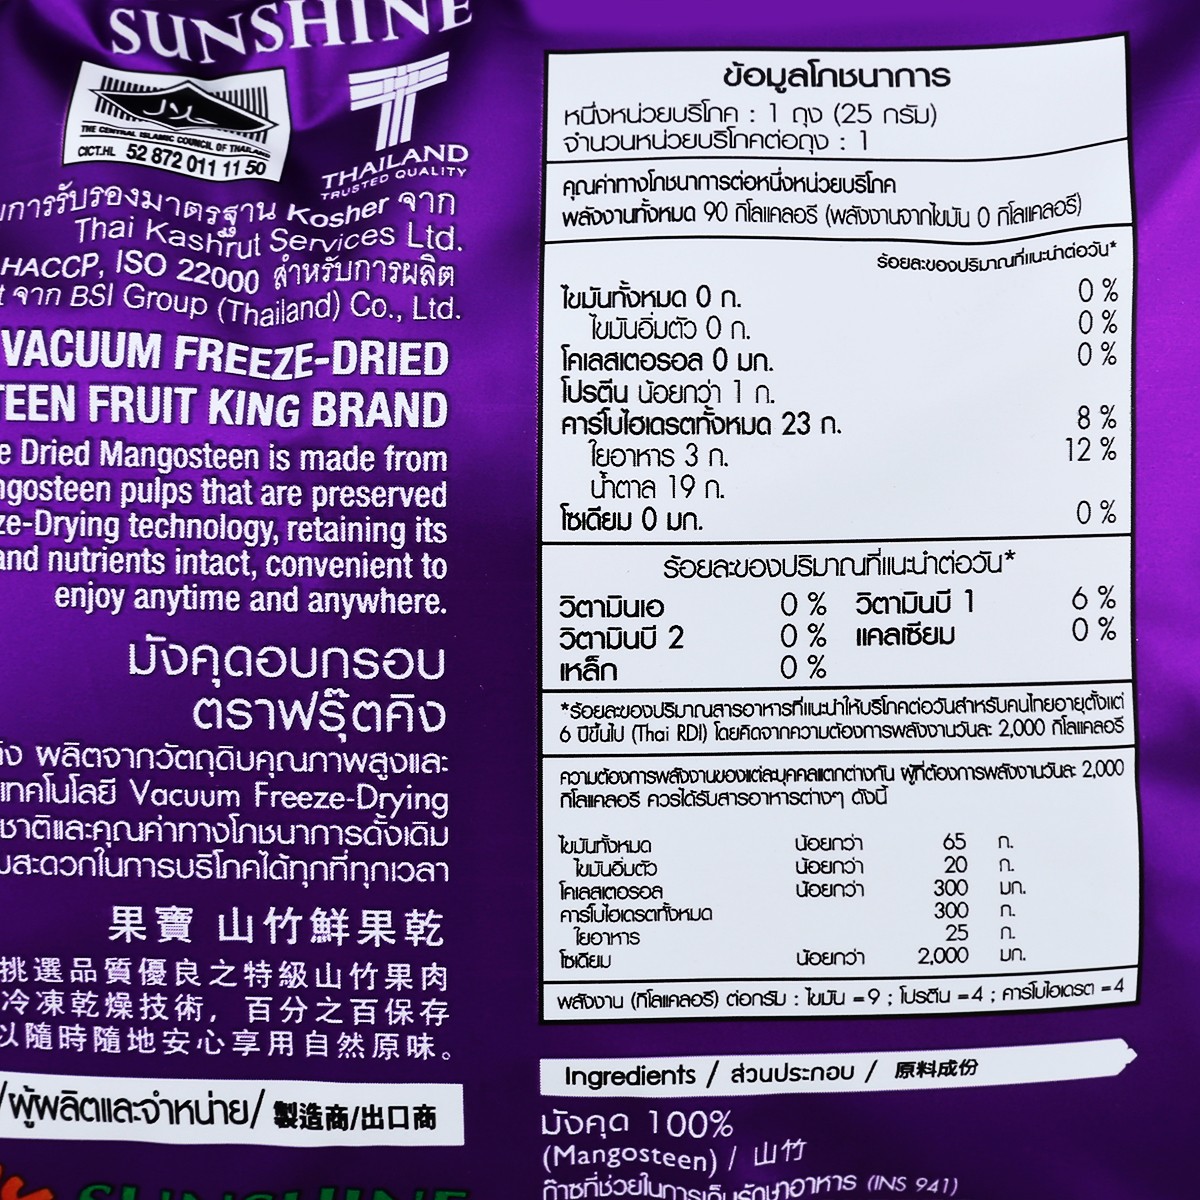 SUNSHINE
THE CENTRAL ISLAMIC COUNCIL OF THAILAND
CICT.HL 52 872 011 11 50
THAILAND
TRUSTED QUALITY
การรับรองมาตรฐาน Kosher จาก
Thai Kashrut Services Ltd.
HACCP, ISO 22000 สำหรับการผลิต
จาก BSI Group (Thailand) Co., Ltd.
VACUUM FREEZE-DRIED
TEEN FRUIT KING BRAND
e Dried Mangosteen is made from
ngosteen pulps that are preserved
ze-Drying technology, retaining its
and nutrients intact, convenient to
enjoy anytime and anywhere.
มังคุดอบกรอบ
ตราฟรุ๊ตคิง
ผลิตจากวัตถุดิบคุณภาพสูงและ
เทคโนโลยี Vacuum Freeze-Drying
ชาติและคุณค่าทางโภชนาการดั้งเดิม
สะดวกในการบริโภคได้ทุกที่ทุกเวลา
果寶 山竹鮮果乾
挑選品質優良之特級山竹果肉
冷凍乾燥技術，百分之百保存
以隨時隨地安心享用自然原味。
/ผู้ผลิตและจำหน่าย/ 製造商/出口商
SUNSHINE
ข้อมูลโภชนาการ
หนึ่งหน่วยบริโภค : 1 ถุง (25 กรัม)
จำนวนหน่วยบริโภคต่อถุง : 1
คุณค่าทางโภชนาการต่อหนึ่งหน่วยบริโภค
พลังงานทั้งหมด 90 กิโลแคลอรี (พลังงานจากไขมัน 0 กิโลแคลอรี)
ร้อยละของปริมาณที่แนะนำต่อวัน*
ไขมันทั้งหมด 0 ก. 0 %
ไขมันอิ่มตัว 0 ก. 0 %
โคเลสเตอรอล 0 มก. 0 %
โปรตีน น้อยกว่า 1 ก.
คาร์โบไฮเดรตทั้งหมด 23 ก. 8 %
ใยอาหาร 3 ก. 12 %
น้ำตาล 19 ก.
โซเดียม 0 มก. 0 %
ร้อยละของปริมาณที่แนะนำต่อวัน*
วิตามินเอ 0 % วิตามินบี 1 6 %
วิตามินบี 2 0 % แคลเซียม 0 %
เหล็ก 0 %
*ร้อยละของปริมาณสารอาหารที่แนะนำให้บริโภคต่อวันสำหรับคนไทยอายุตั้งแต่
6 ปีขึ้นไป (Thai RDI) โดยคิดจากความต้องการพลังงานวันละ 2,000 กิโลแคลอรี
ความต้องการพลังงานของแต่ละบุคคลแตกต่างกัน ผู้ที่ต้องการพลังงานวันละ 2,000
กิโลแคลอรี ควรได้รับสารอาหารต่างๆ ดังนี้
ไขมันทั้งหมด น้อยกว่า 65 ก.
ไขมันอิ่มตัว น้อยกว่า 20 ก.
โคเลสเตอรอล น้อยกว่า 300 มก.
คาร์โบไฮเดรตทั้งหมด 300 ก.
ใยอาหาร 25 ก.
โซเดียม น้อยกว่า 2,000 มก.
พลังงาน (กิโลแคลอรี) ต่อกรัม : ไขมัน = 9 ; โปรตีน = 4 ; คาร์โบไฮเดรต = 4
Ingredients / ส่วนประกอบ / 原料成份
มังคุด 100%
(Mangosteen) / 山竹
ก๊าซที่ช่วยในการเก็บรักษาอาหาร (INS 941)